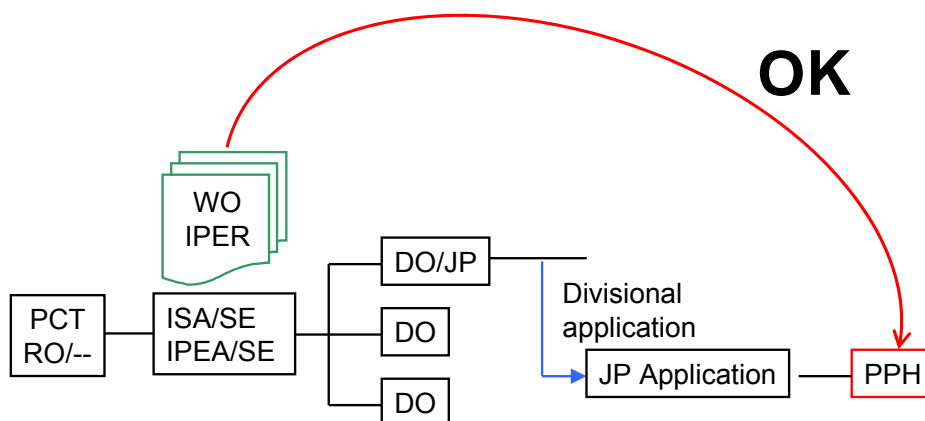 OK
WO
IPER
DO/JP
Divisional
application
PCT
RO/--
ISA/SE
IPEA/SE
DO
JP Application
PPH
DO